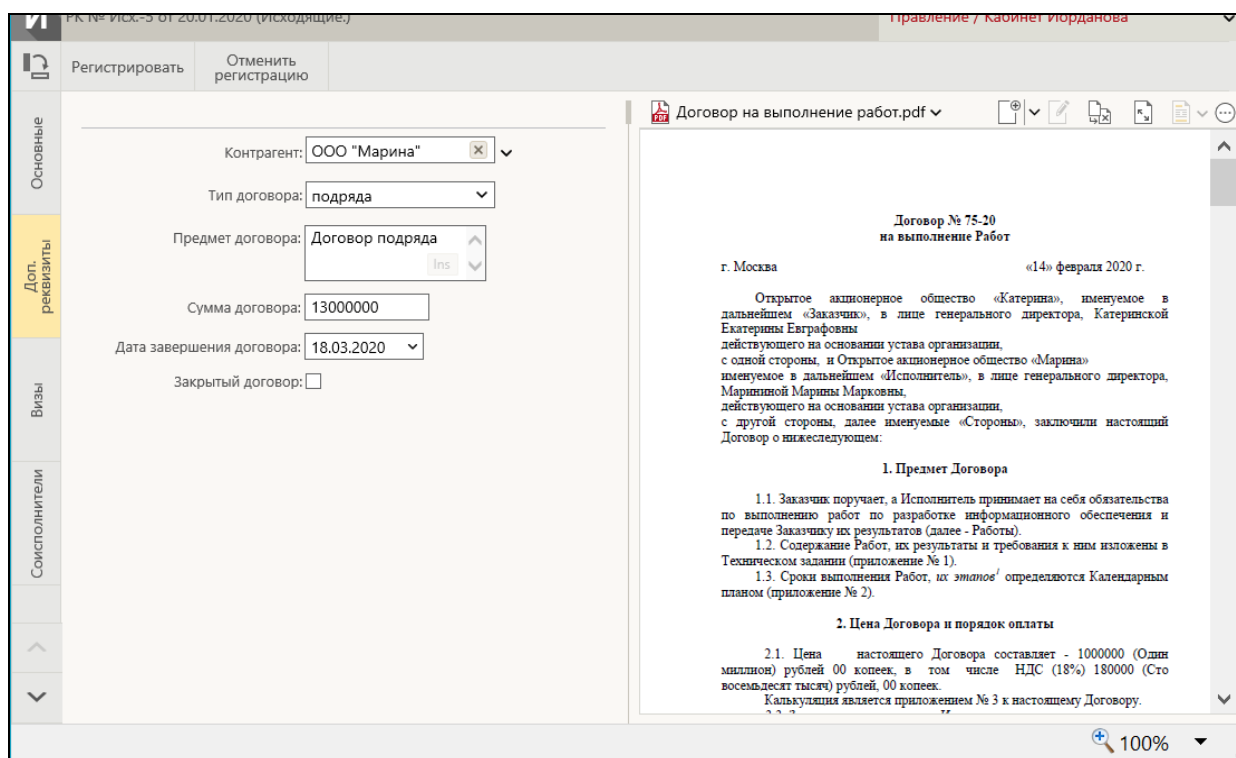 И
РК № Исх.-5 от 20.01.2020 (Исходящие.)
Правление / Кабинет Иорданова
Регистрировать
Отменить
регистрацию
Основные
Доп.
реквизиты
Визы
Соисполнители
Контрагент: ООО "Марина"
Тип договора: подряда
Предмет договора: Договор подряда
Ins
Сумма договора: 13000000
Дата завершения договора: 18.03.2020
Закрытый договор:
PDF Договор на выполнение работ.pdf
Договор № 75-20
на выполнение Работ
г. Москва «14» февраля 2020 г.
Открытое акционерное общество «Катерина», именуемое в
дальнейшем «Заказчик», в лице генерального директора, Катеринской
Екатерины Евграфовны
действующего на основании устава организации,
с одной стороны, и Открытое акционерное общество «Марина»
именуемое в дальнейшем «Исполнитель», в лице генерального директора,
Марининой Марины Марковны,
действующего на основании устава организации,
с другой стороны, далее именуемые «Стороны», заключили настоящий
Договор о нижеследующем:
1. Предмет Договора
1.1. Заказчик поручает, а Исполнитель принимает на себя обязательства
по выполнению работ по разработке информационного обеспечения и
передаче Заказчику их результатов (далее - Работы).
1.2. Содержание Работ, их результаты и требования к ним изложены в
Техническом задании (приложение № 1).
1.3. Сроки выполнения Работ, их этапов¹ определяются Календарным
планом (приложение № 2).
2. Цена Договора и порядок оплаты
2.1. Цена настоящего Договора составляет - 1000000 (Один
миллион) рублей 00 копеек, в том числе НДС (18%) 180000 (Сто
восемьдесят тысяч) рублей, 00 копеек.
Калькуляция является приложением № 3 к настоящему Договору.
100%